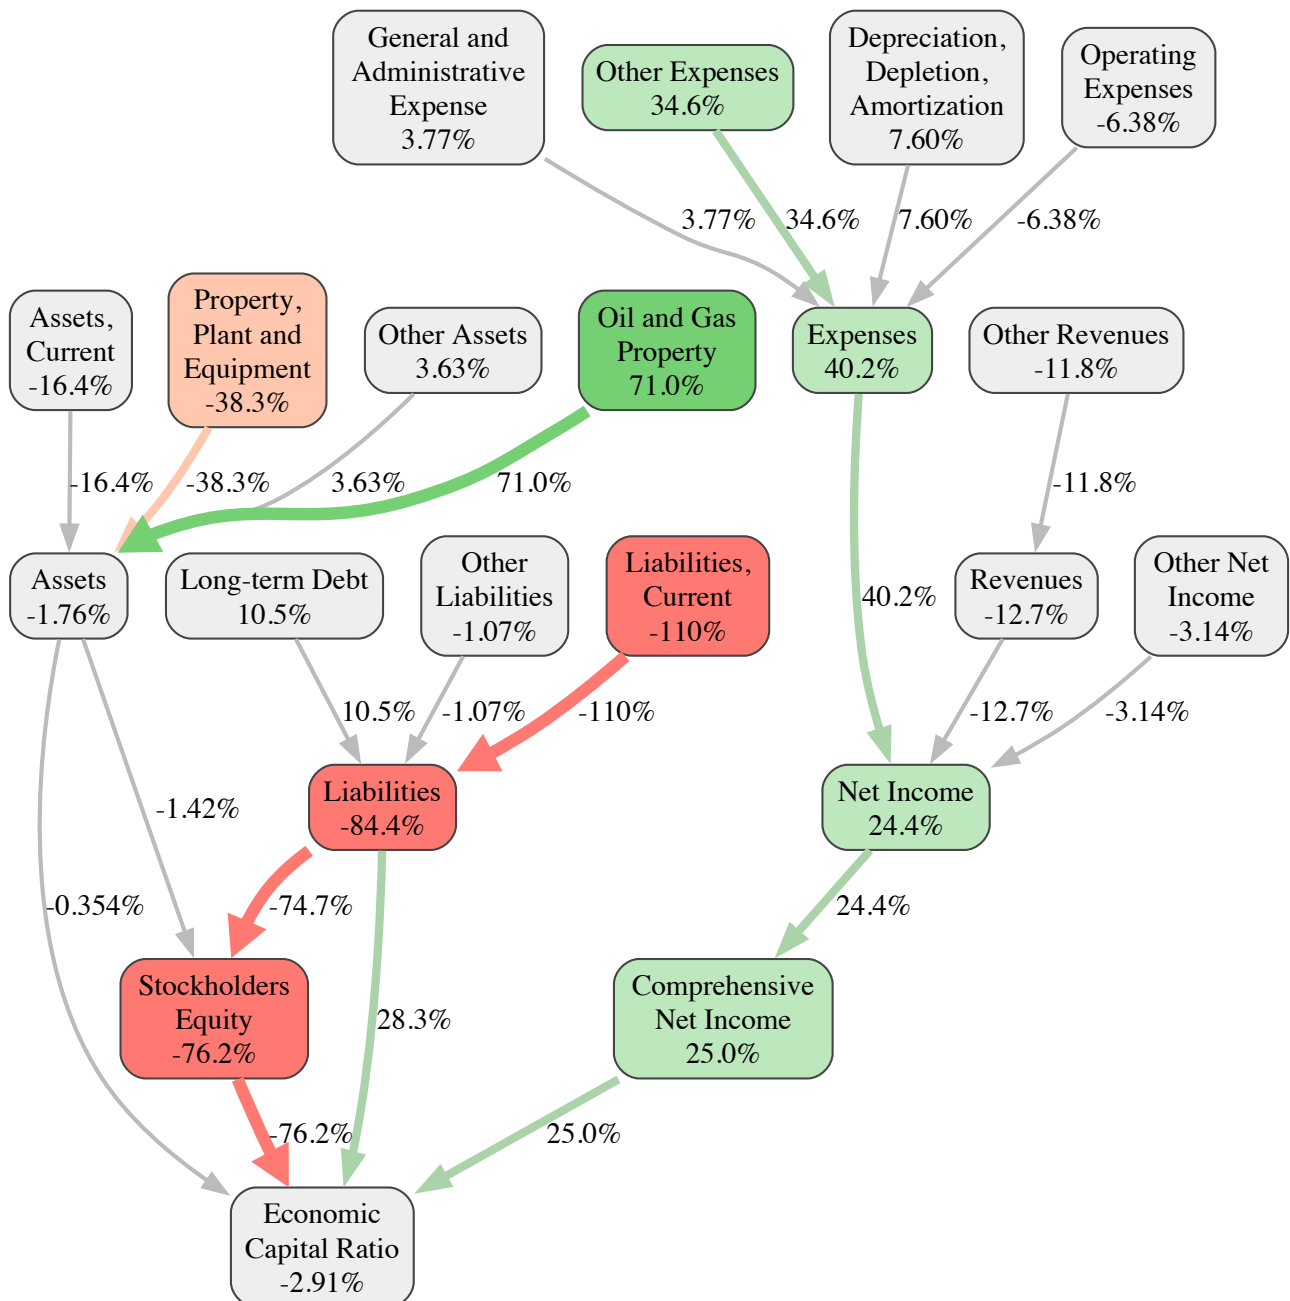 General and
Administrative
Expense
3.77%
Other Expenses
34.6%
Depreciation,
Depletion,
Amortization
7.60%
Operating
Expenses
-6.38%
3.77%
34.6%
7.60%
-6.38%
Assets,
Current
-16.4%
Property,
Plant and
Equipment
-38.3%
Other Assets
3.63%
Oil and Gas
Property
71.0%
Expenses
40.2%
Other Revenues
-11.8%
-16.4%
-38.3%
3.63%
71.0%
-11.8%
Assets
-1.76%
Long-term Debt
10.5%
Other
Liabilities
-1.07%
Liabilities,
Current
-110%
40.2%
Revenues
-12.7%
Other Net
Income
-3.14%
10.5%
-1.07%
-110%
-12.7%
-3.14%
Liabilities
-84.4%
Net Income
24.4%
-1.42%
-0.354%
-74.7%
24.4%
Stockholders
Equity
-76.2%
28.3%
Comprehensive
Net Income
25.0%
-76.2%
25.0%
Economic
Capital Ratio
-2.91%